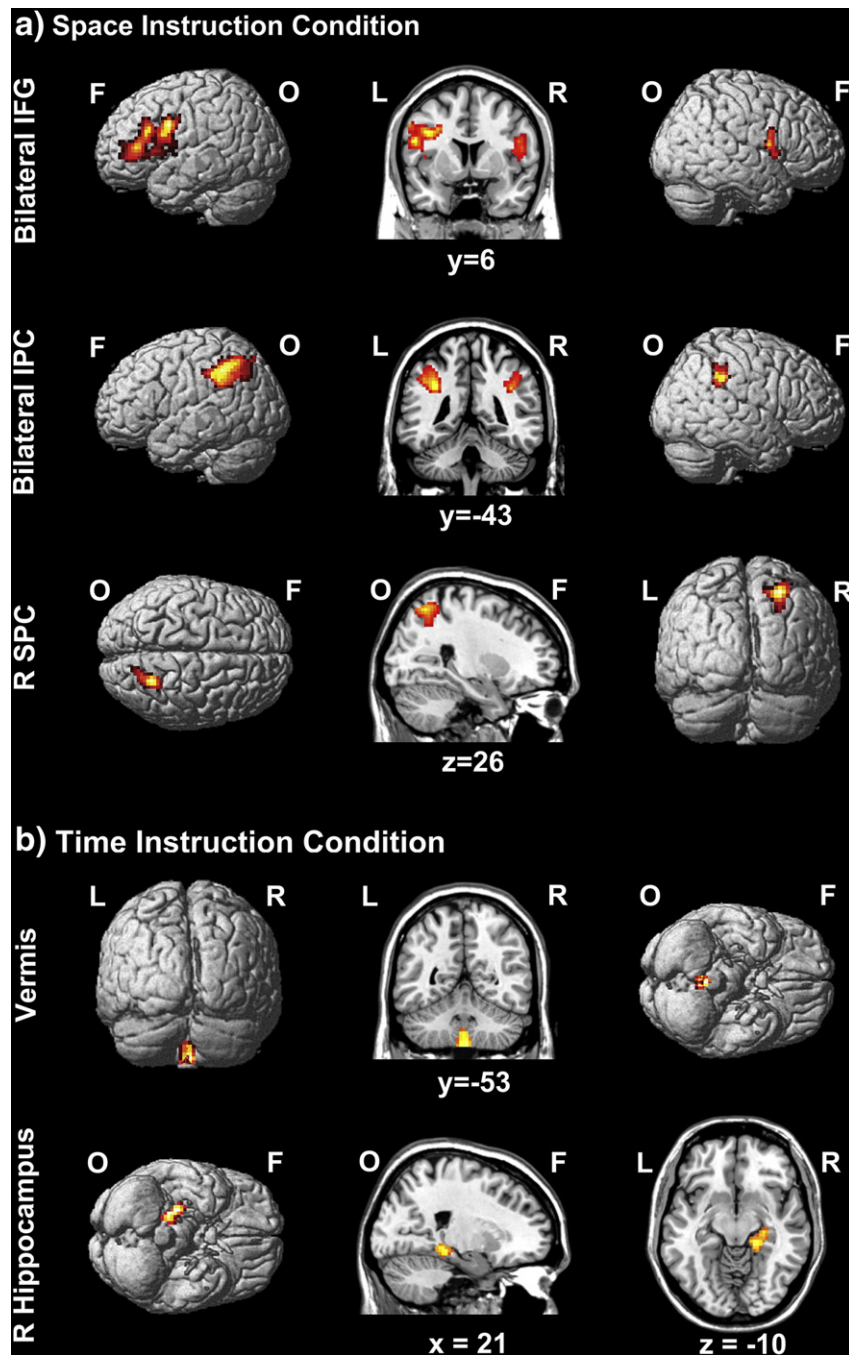 a) Space Instruction Condition
Bilateral IFG
F O L R O F
y=6
Bilateral IPC
F O L R O F
y=-43
R SPC
O F O F L R
z=26
b) Time Instruction Condition
Vermis
L R L R O F
y=-53
R Hippocampus
O F O F L R
x = 21 z = -10